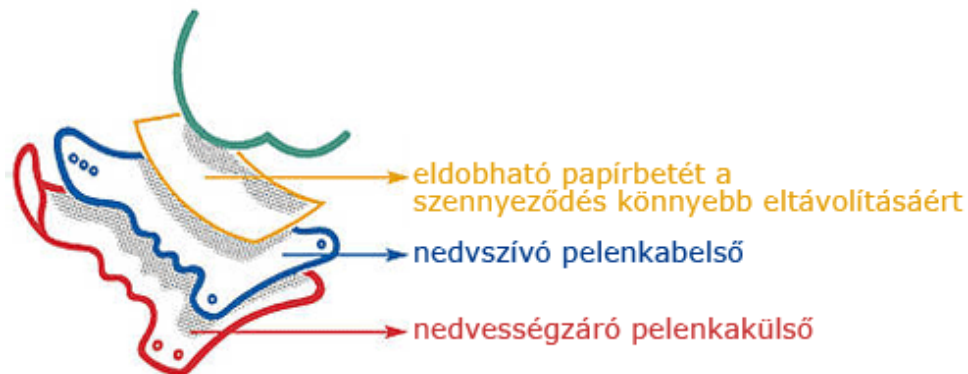 eldobható papírbetét a
szennyeződés könnyebb eltávolításáért
nedvszívó pelenkabelső
nedvességzáró pelenkakülső